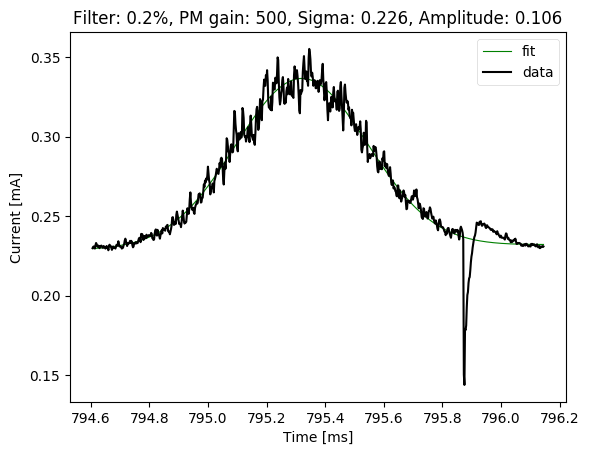 Filter: 0.2%, PM gain: 500, Sigma: 0.226, Amplitude: 0.106
fit
data
0.35
0.30
0.25
0.20
0.15
Current [mA]
794.6 794.8 795.0 795.2 795.4 795.6 795.8 796.0 796.2
Time [ms]